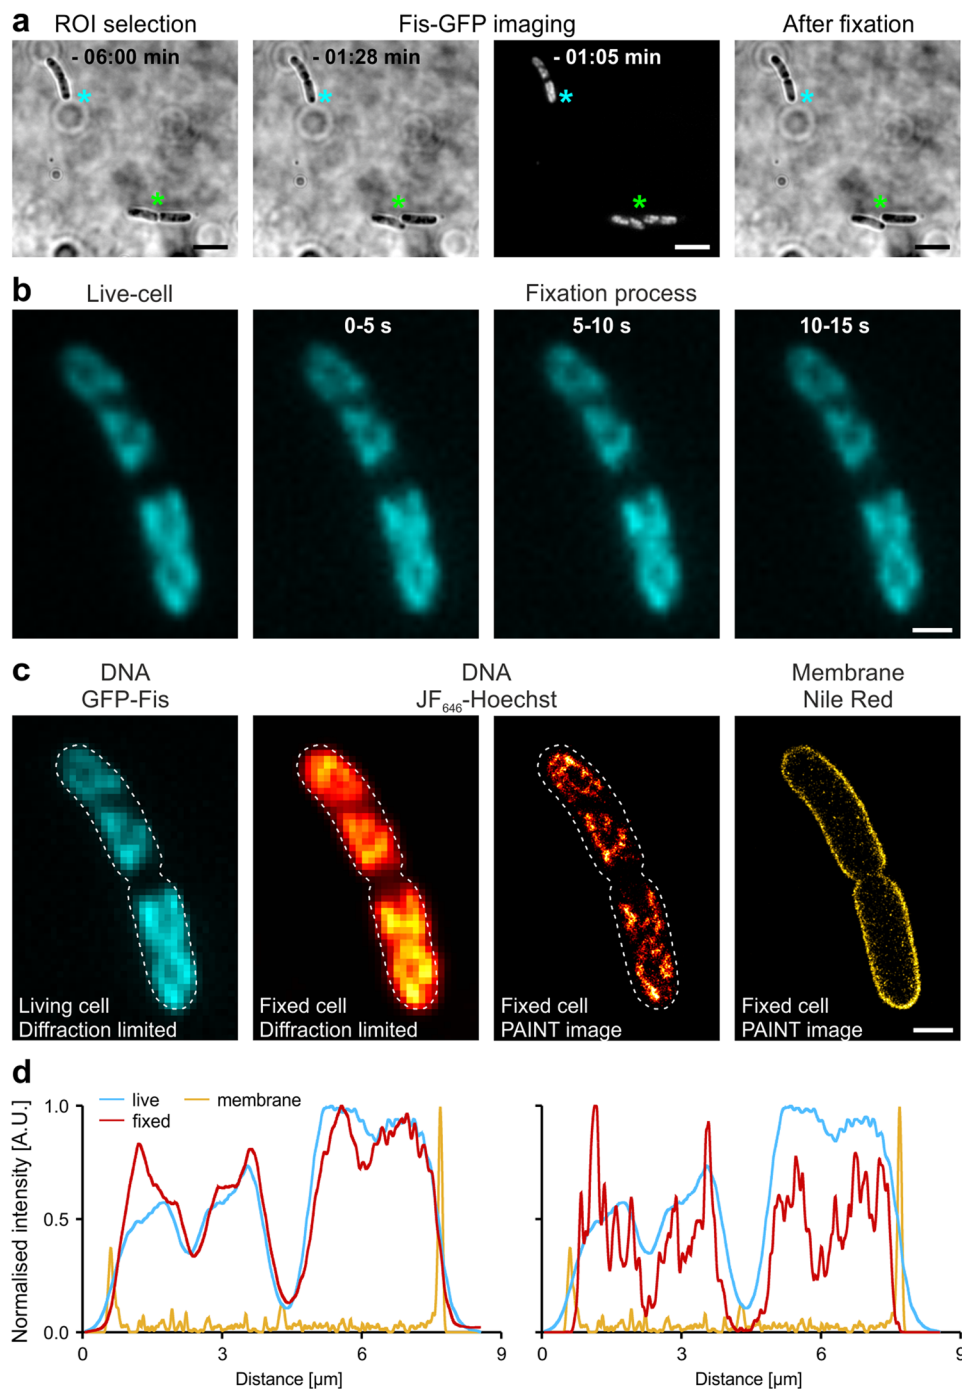 a
ROI selection
Fis-GFP imaging
After fixation
- 06:00 min
- 01:28 min
- 01:05 min
*
*
*
*
*
*
*
b
Live-cell
Fixation process
0-5 s
5-10 s
10-15 s
c
DNA
GFP-Fis
DNA
JF646-Hoechst
Membrane
Nile Red
Living cell
Diffraction limited
Fixed cell
Diffraction limited
Fixed cell
PAINT image
Fixed cell
PAINT image
d
live
membrane
fixed
Normalised intensity [A.U.]
1.0
0.5
0.0
0
3
6
9
Distance [µm]
0
3
6
9
Distance [µm]